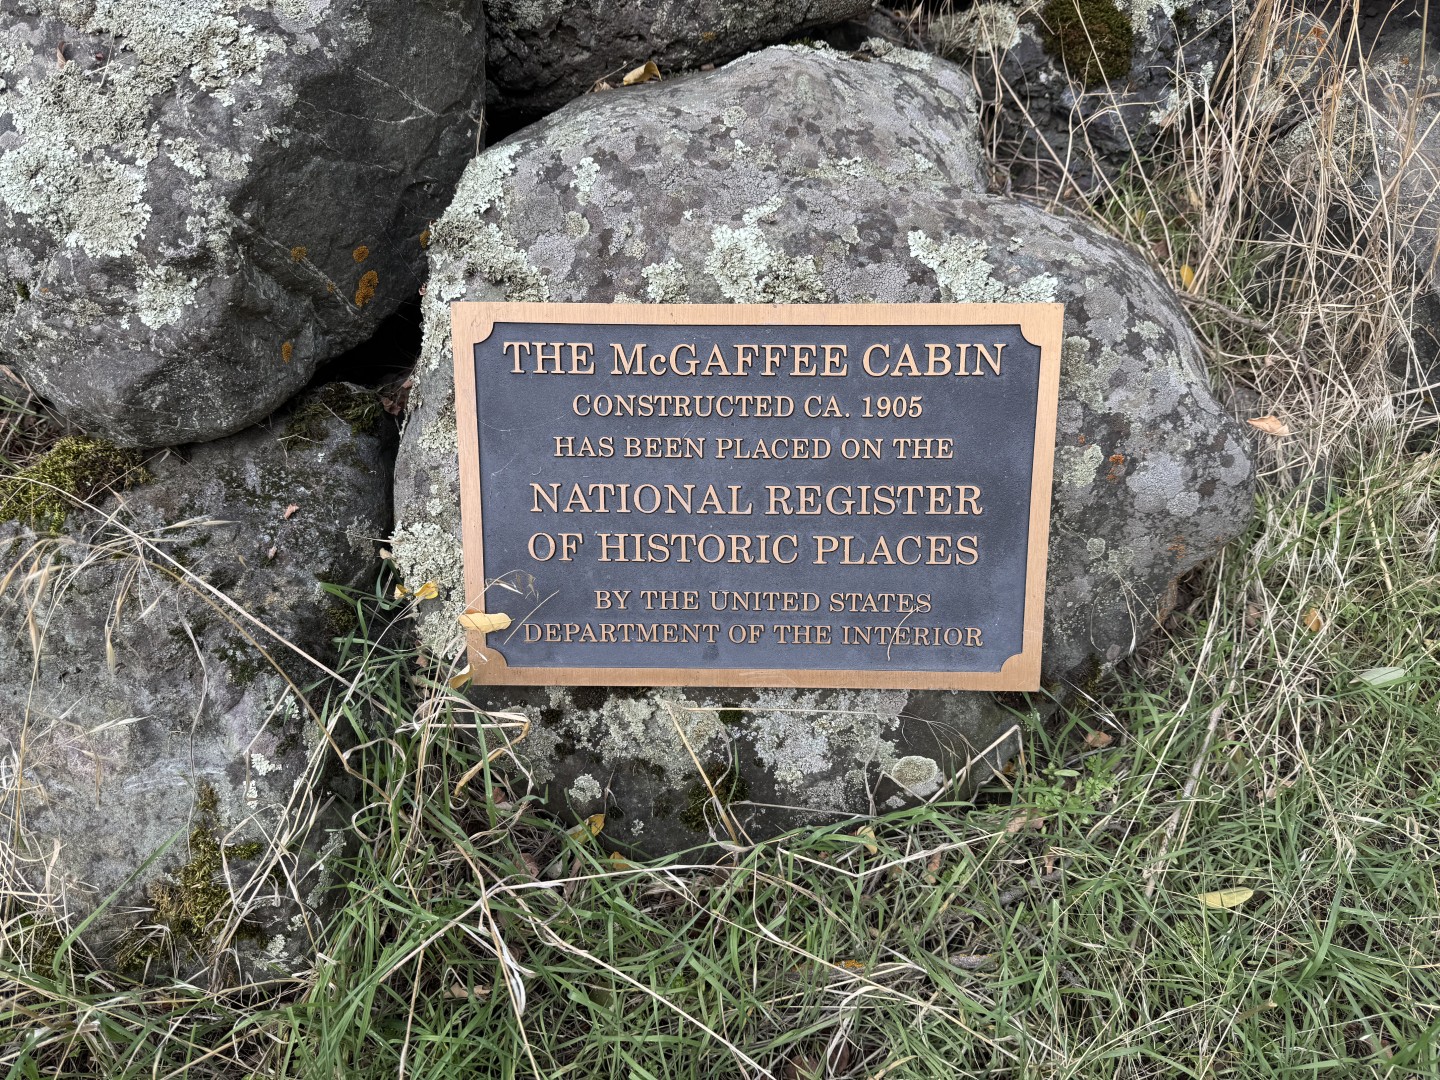 THE McGAFFEE CABIN
CONSTRUCTED CA. 1905
HAS BEEN PLACED ON THE
NATIONAL REGISTER
OF HISTORIC PLACES
BY THE UNITED STATES
DEPARTMENT OF THE INTERIOR